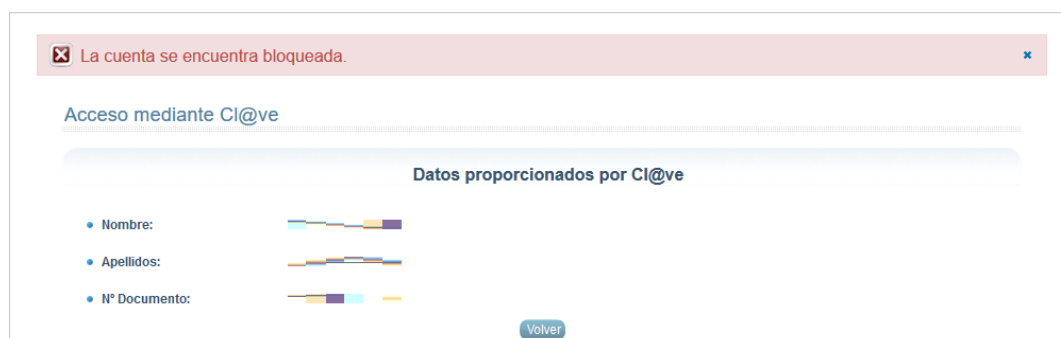 La cuenta se encuentra bloqueada.
Acceso mediante Cl@ve
Datos proporcionados por Cl@ve
Nombre:
Apellidos:
Nº Documento:
Volver